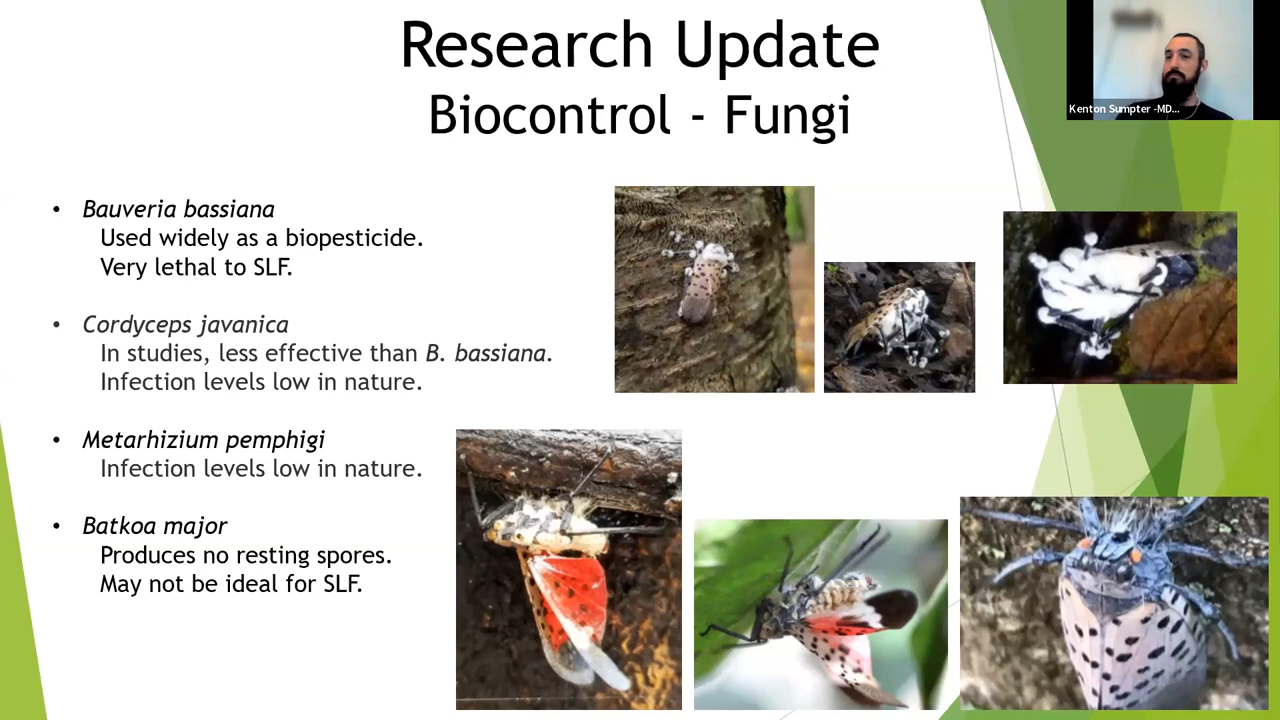 Research Update
Biocontrol - Fungi
Kenton Sumpter -MD...
• Bauveria bassiana
Used widely as a biopesticide.
Very lethal to SLF.
• Cordyceps javanica
In studies, less effective than B. bassiana.
Infection levels low in nature.
• Metarhizium pemphigi
Infection levels low in nature.
• Batkoa major
Produces no resting spores.
May not be ideal for SLF.